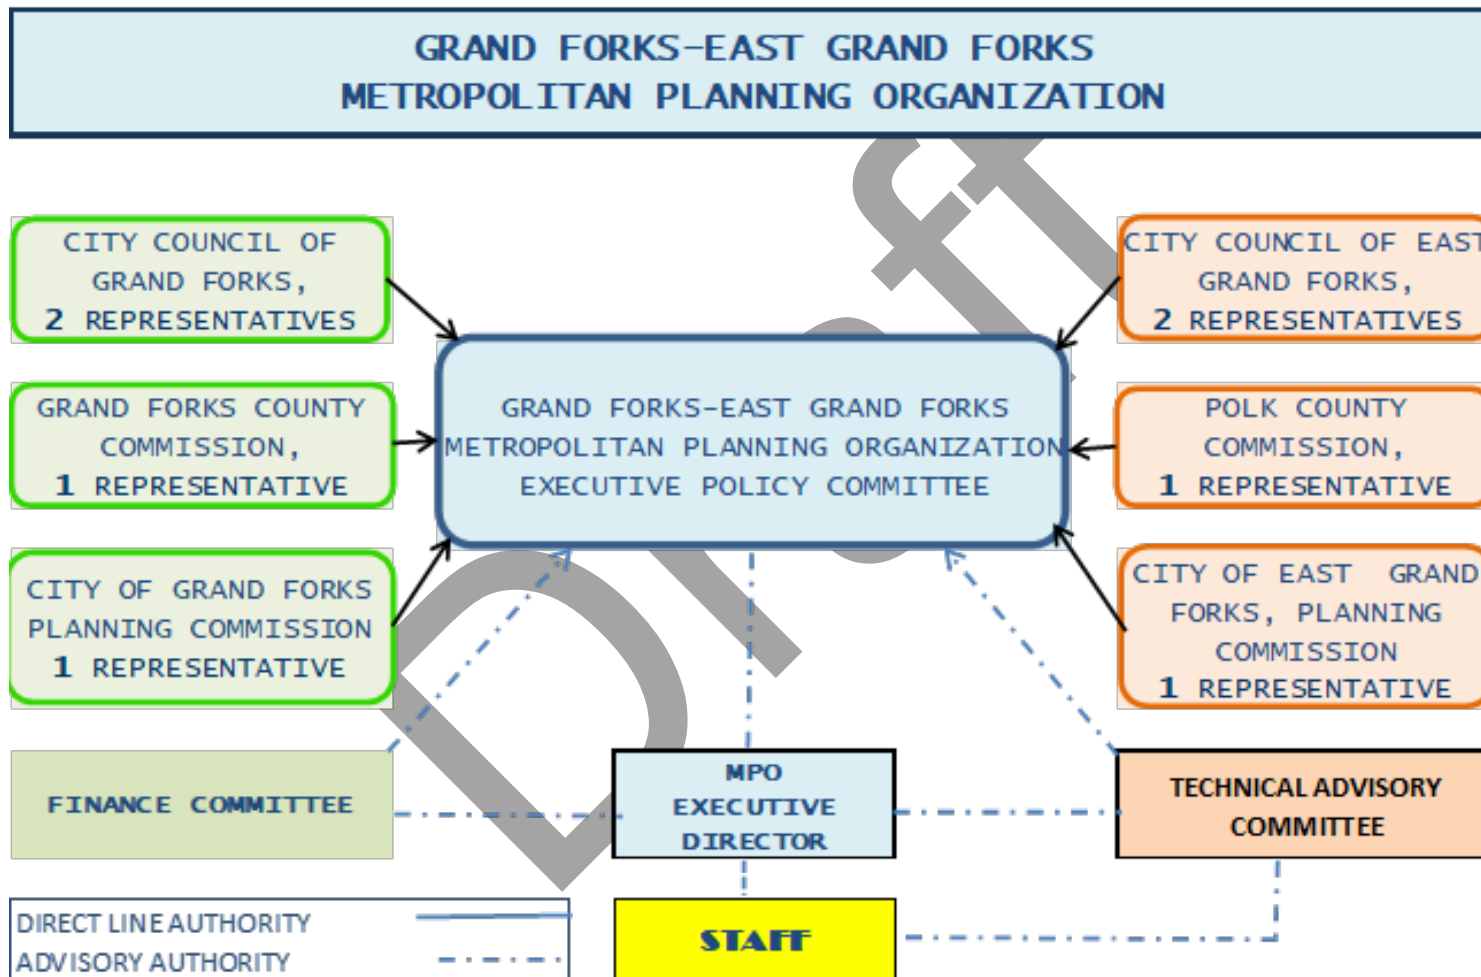 GRAND FORKS-EAST GRAND FORKS
METROPOLITAN PLANNING ORGANIZATION
CITY COUNCIL OF
GRAND FORKS,
2 REPRESENTATIVES
CITY COUNCIL OF EAST
GRAND FORKS,
2 REPRESENTATIVES
GRAND FORKS COUNTY
COMMISSION,
1 REPRESENTATIVE
GRAND FORKS-EAST GRAND FORKS
METROPOLITAN PLANNING ORGANIZATION
EXECUTIVE POLICY COMMITTEE
POLK COUNTY
COMMISSION,
1 REPRESENTATIVE
CITY OF GRAND FORKS
PLANNING COMMISSION
1 REPRESENTATIVE
CITY OF EAST GRAND
FORKS, PLANNING
COMMISSION
1 REPRESENTATIVE
FINANCE COMMITTEE
MPO
EXECUTIVE
DIRECTOR
TECHNICAL ADVISORY
COMMITTEE
DIRECT LINE AUTHORITY
ADVISORY AUTHORITY
STAFF
Draft